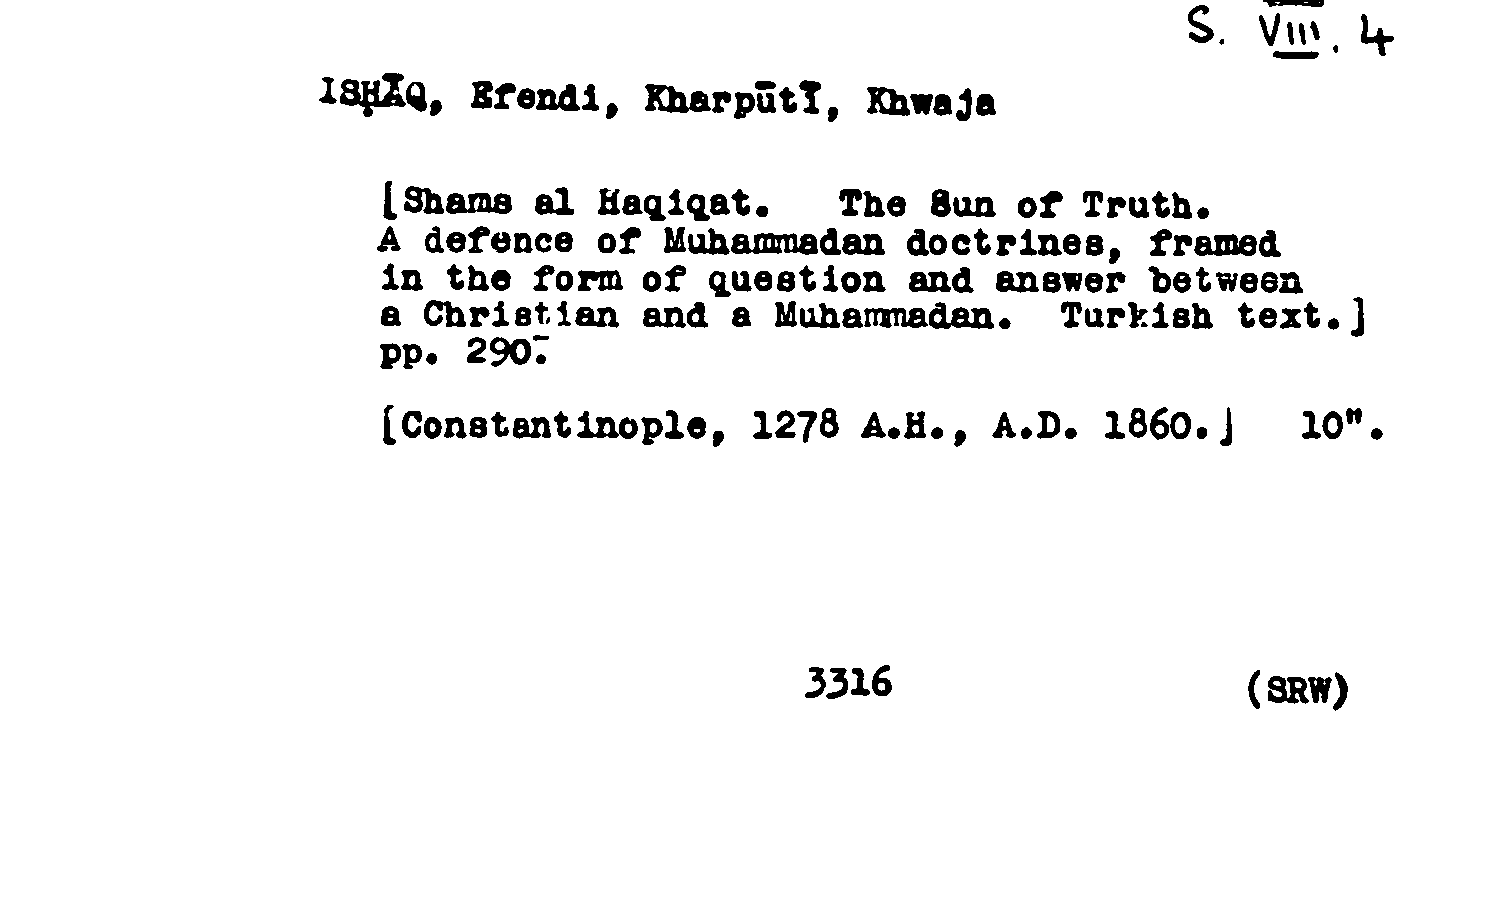 S. VIII. 4
ISḤĀQ, Efendi, Kharpūtī, Khwaja
[Shams al Haqiqat. The Sun of Truth.
A defence of Muhammadan doctrines, framed
in the form of question and answer between
a Christian and a Muhammadan. Turkish text.]
pp. 290.
[Constantinople, 1278 A.H., A.D. 1860.] 10".
3316 (SRW)